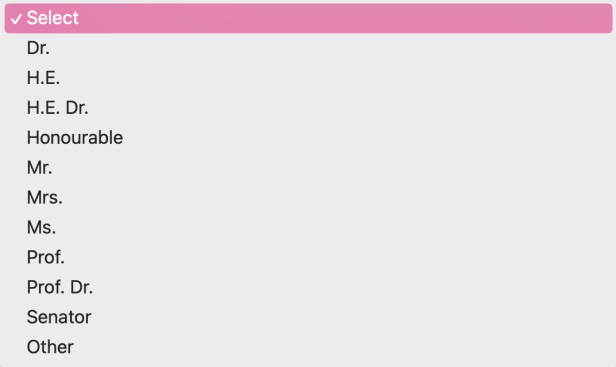 ✓ Select
Dr.
H.E.
H.E. Dr.
Honourable
Mr.
Mrs.
Ms.
Prof.
Prof. Dr.
Senator
Other